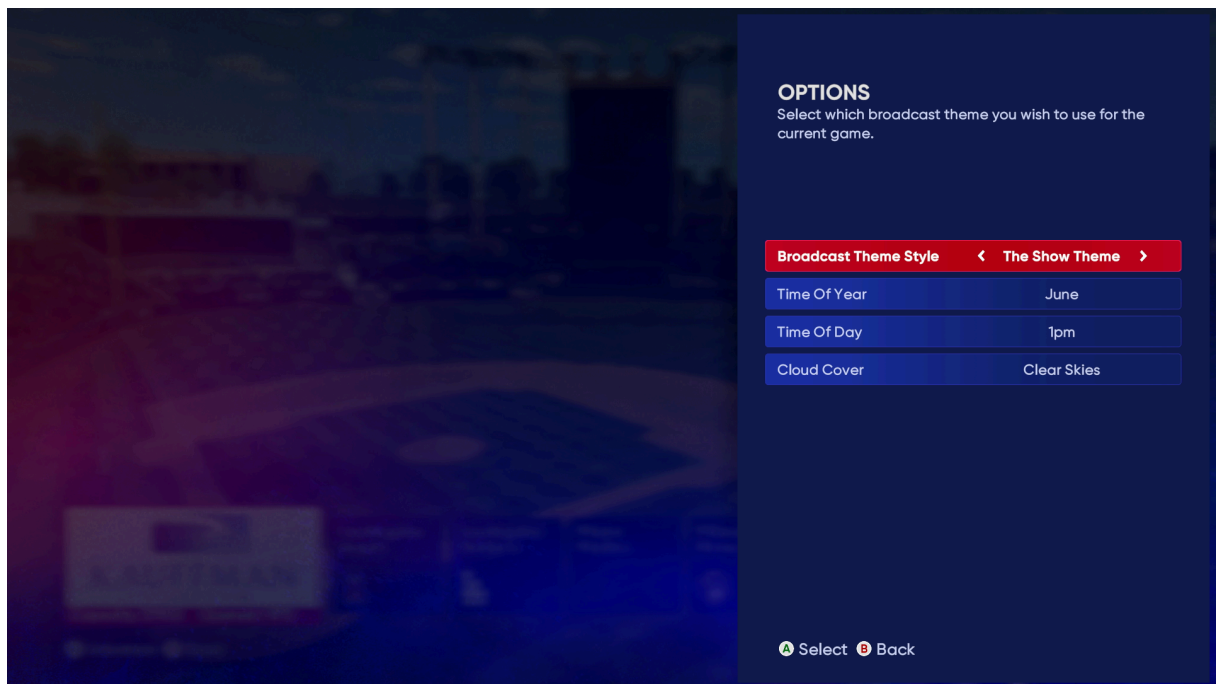 OPTIONS
Select which broadcast theme you wish to use for the
current game.
Broadcast Theme Style < The Show Theme >
Time Of Year June
Time Of Day 1pm
Cloud Cover Clear Skies
KAUFFMAN
A Select B Back